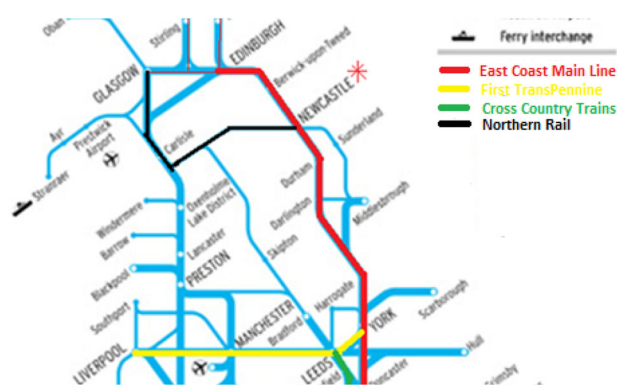 Oban
Stirling
EDINBURGH
Berwick-upon-Tweed
GLASGOW
NEWCASTLE
Ferry interchange
East Coast Main Line
First TransPennine
Cross Country Trains
Northern Rail
Ayr
Prestwick
Airport
Carlisle
Sunderland
Stranraer
Durham
Windermere
Oxenholme
Lake District
Darlington
Middlesbrough
Barrow
Lancaster
Skipton
Blackpool
PRESTON
Harrogate
Scarborough
Southport
MANCHESTER
Bradford
YORK
Hull
LIVERPOOL
LEEDS